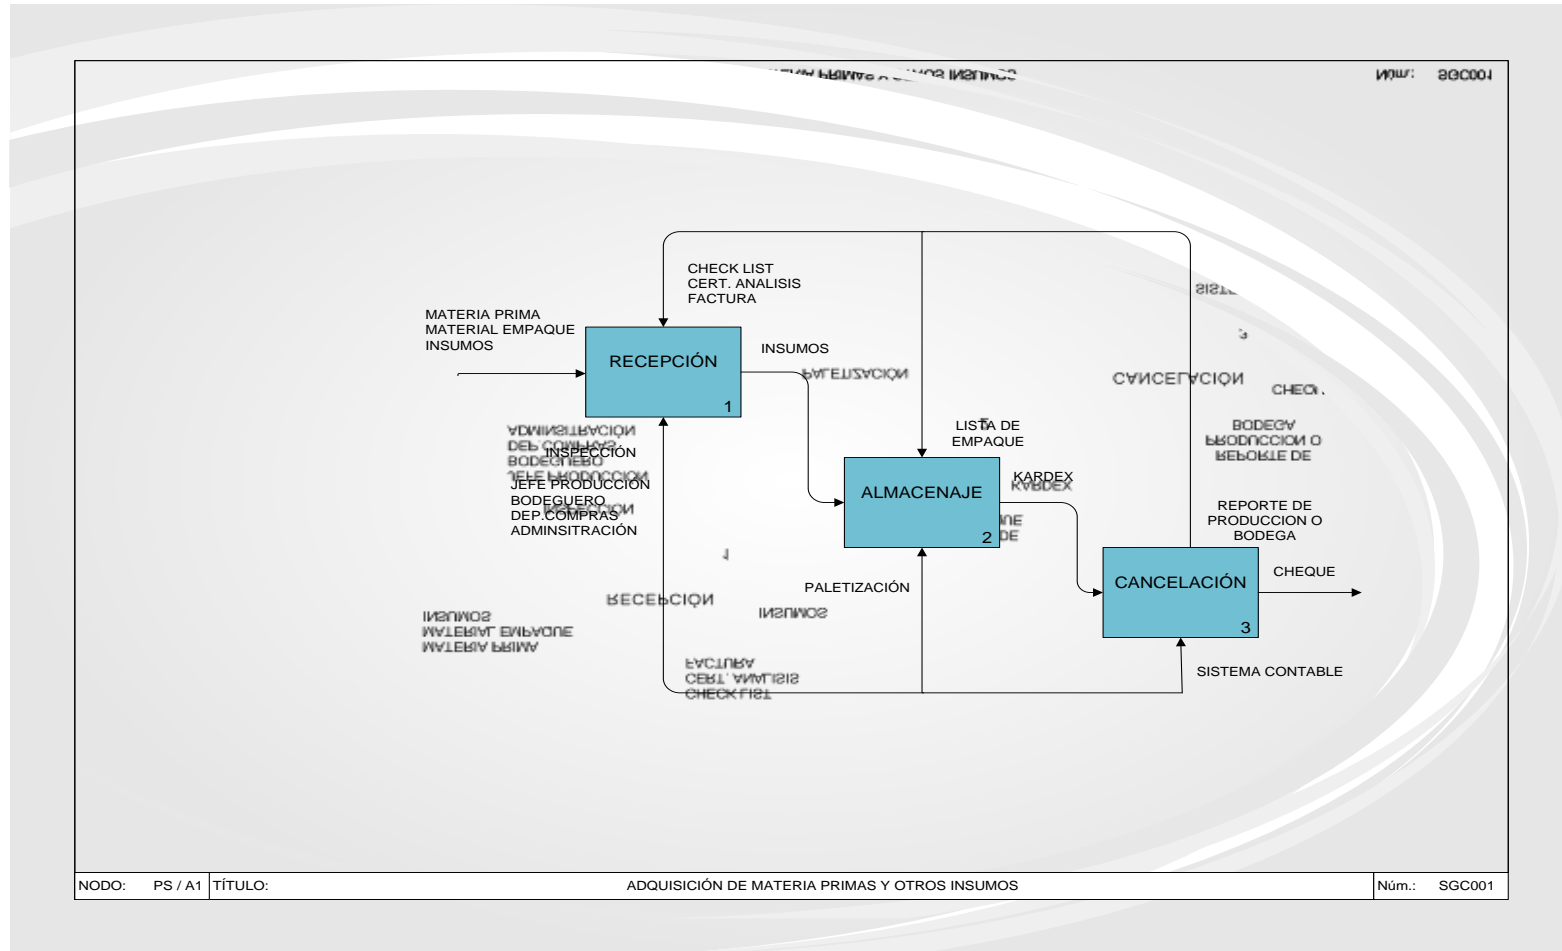 CHECK LIST
CERT. ANALISIS
FACTURA
MATERIA PRIMA
MATERIAL EMPAQUE
INSUMOS
RECEPCIÓN
1
INSUMOS
INSPECCIÓN
JEFE PRODUCCIÓN
BODEGUERO
DEP.COMPRAS
ADMINSITRACIÓN
LISTA DE
EMPAQUE
ALMACENAJE
2
KARDEX
PALETIZACIÓN
REPORTE DE
PRODUCCION O
BODEGA
CANCELACIÓN
3
CHEQUE
SISTEMA CONTABLE
NODO: PS / A1 TÍTULO: ADQUISICIÓN DE MATERIA PRIMAS Y OTROS INSUMOS Núm.: SGC001